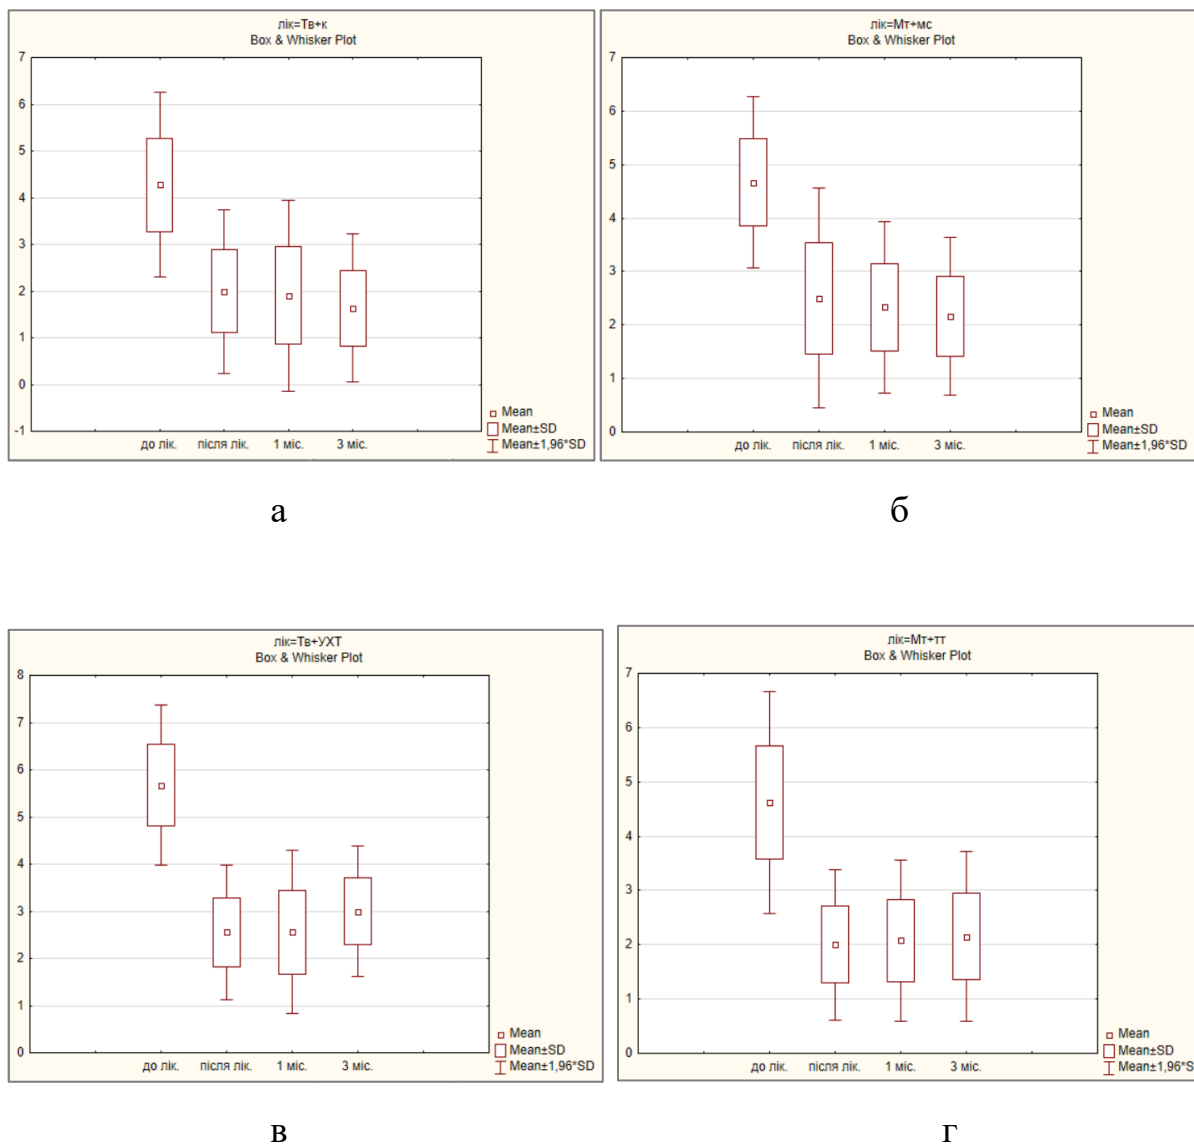 лік=Тв+к
Box & Whisker Plot
7
6
5
4
3
2
1
0
-1
до лік. після лік. 1 міс. 3 міс.
Mean
Mean±SD
Mean±1,96*SD
а
лік=Мт+мс
Box & Whisker Plot
7
6
5
4
3
2
1
0
до лік. після лік. 1 міс. 3 міс.
Mean
Mean±SD
Mean±1,96*SD
б
лік=Тв+УХТ
Box & Whisker Plot
8
7
6
5
4
3
2
1
0
до лік. після лік. 1 міс. 3 міс.
Mean
Mean±SD
Mean±1,96*SD
в
лік=Мт+тт
Box & Whisker Plot
7
6
5
4
3
2
1
0
до лік. після лік. 1 міс. 3 міс.
Mean
Mean±SD
Mean±1,96*S
г